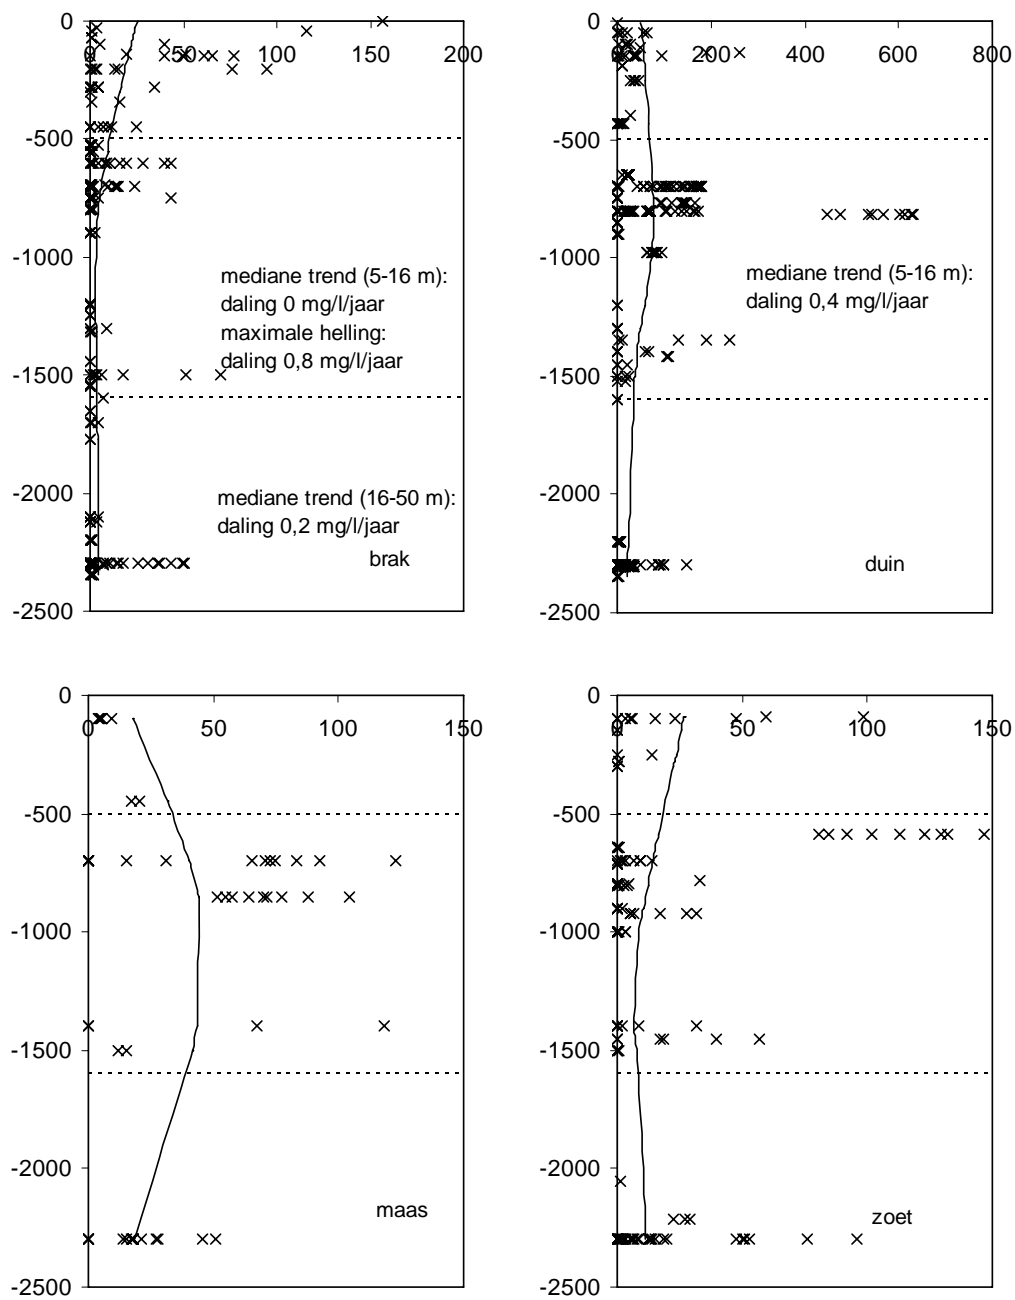 0
-500
-1000
-1500
-2000
-2500
0 50 100 150 200
mediane trend (5-16 m):
daling 0 mg/l/jaar
maximale helling:
daling 0,8 mg/l/jaar
mediane trend (16-50 m):
daling 0,2 mg/l/jaar
brak
0
-500
-1000
-1500
-2000
-2500
0 200 400 600 800
mediane trend (5-16 m):
daling 0,4 mg/l/jaar
duin
0
-500
-1000
-1500
-2000
-2500
0 50 100 150
maas
0
-500
-1000
-1500
-2000
-2500
0 50 100 150
zoet